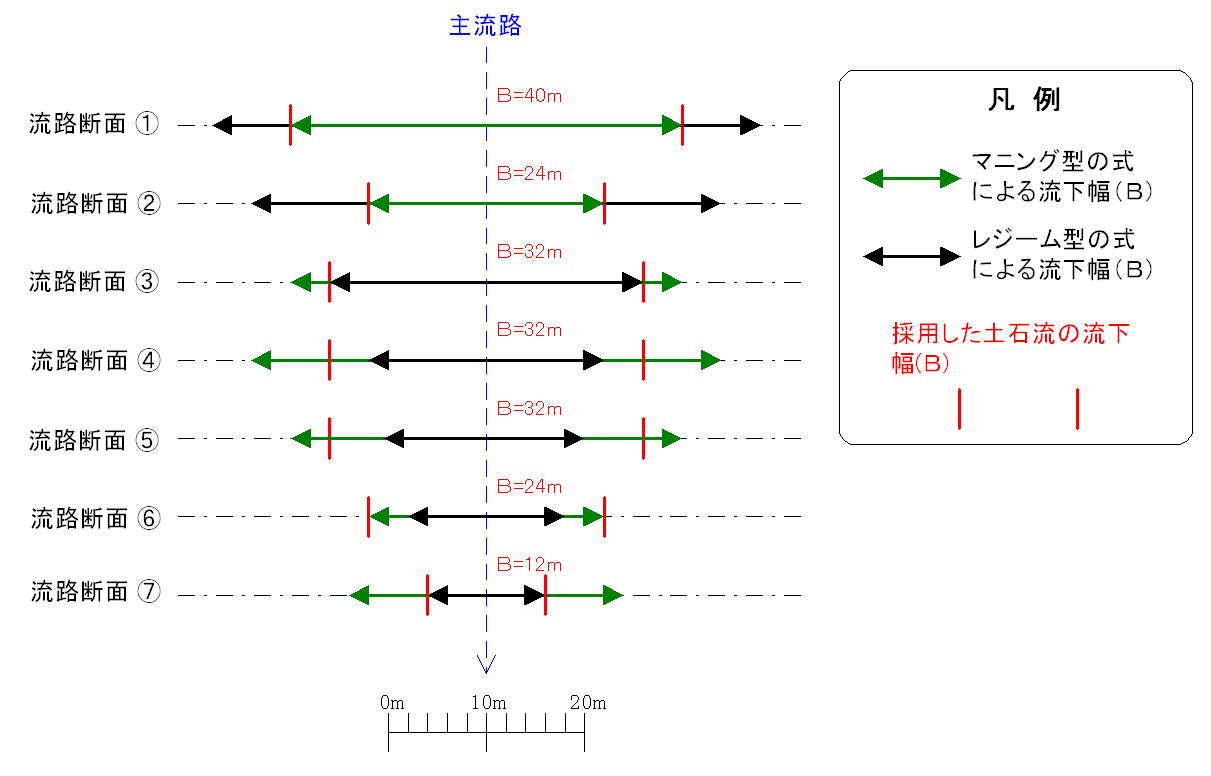 主流路
流路断面 ①
B=40m
流路断面 ②
B=24m
流路断面 ③
B=32m
流路断面 ④
B=32m
流路断面 ⑤
B=32m
流路断面 ⑥
B=24m
流路断面 ⑦
B=12m
0m 10m 20m
凡 例
マニング型の式
による流下幅(B)
レジーム型の式
による流下幅(B)
採用した土石流の流下
幅(B)